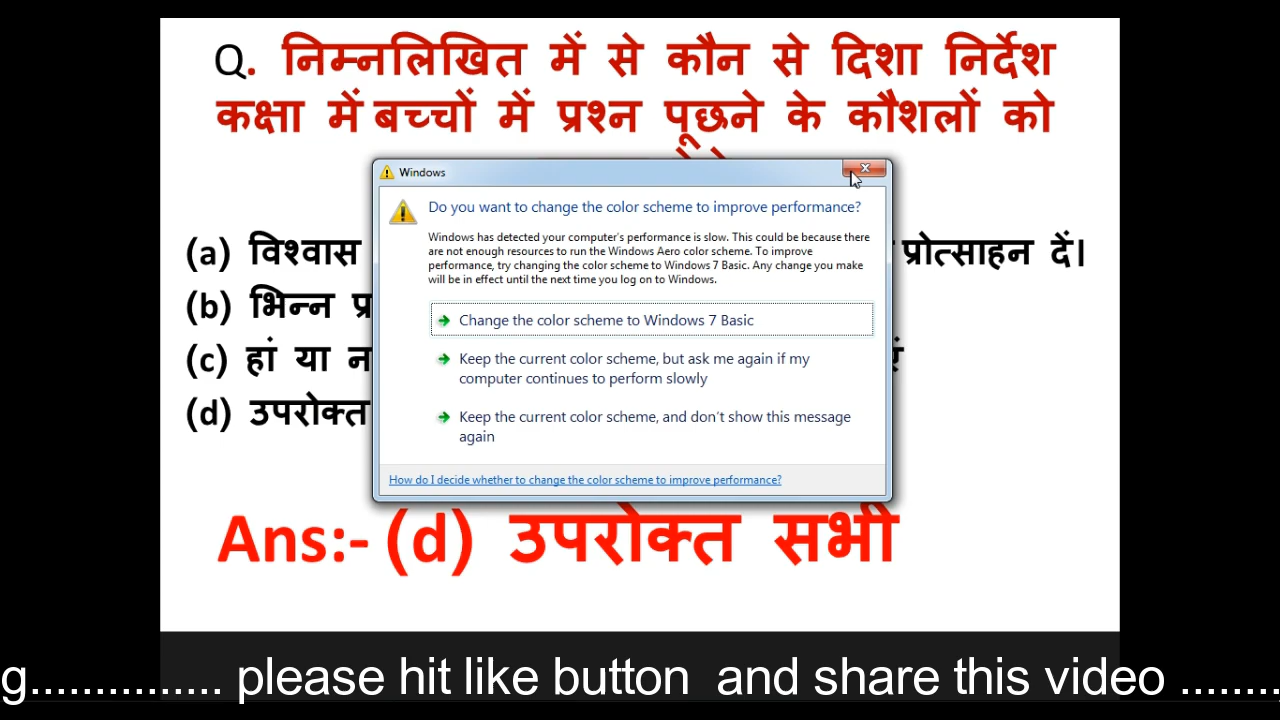 Q. निम्नलिखित में से कौन से दिशा निर्देश
कक्षा में बच्चों में प्रश्न पूछने के कौशलों को
Windows
Do you want to change the color scheme to improve performance?
Windows has detected your computer's performance is slow. This could be because there
are not enough resources to run the Windows Aero color scheme. To improve
performance, try changing the color scheme to Windows 7 Basic. Any change you make
will be in effect until the next time you log on to Windows.
Change the color scheme to Windows 7 Basic
Keep the current color scheme, but ask me again if my
computer continues to perform slowly
Keep the current color scheme, and don't show this message
again
How do I decide whether to change the color scheme to improve performance?
(a) विश्वास प्रोत्साहन दें।
(b) भिन्न
(c) हां या
(d) उपरोक्त
Ans:- (d) उपरोक्त सभी
g............... please hit like button and share this video ........